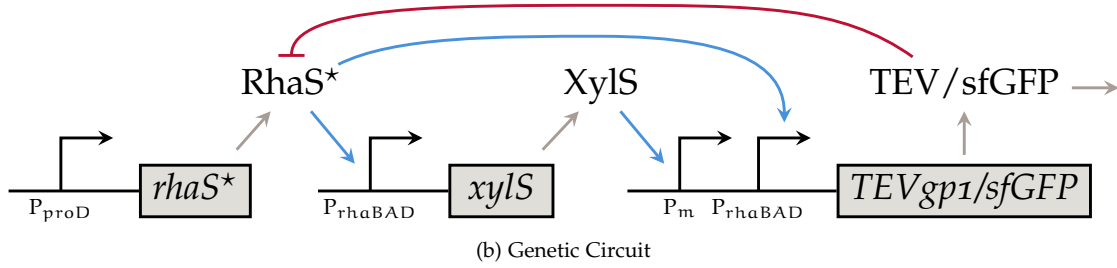 RhaS* XylS TEV/sfGFP
rhaS* xylS TEVgp1/sfGFP
PproD PrhaBAD Pm PrhaBAD
(b) Genetic Circuit